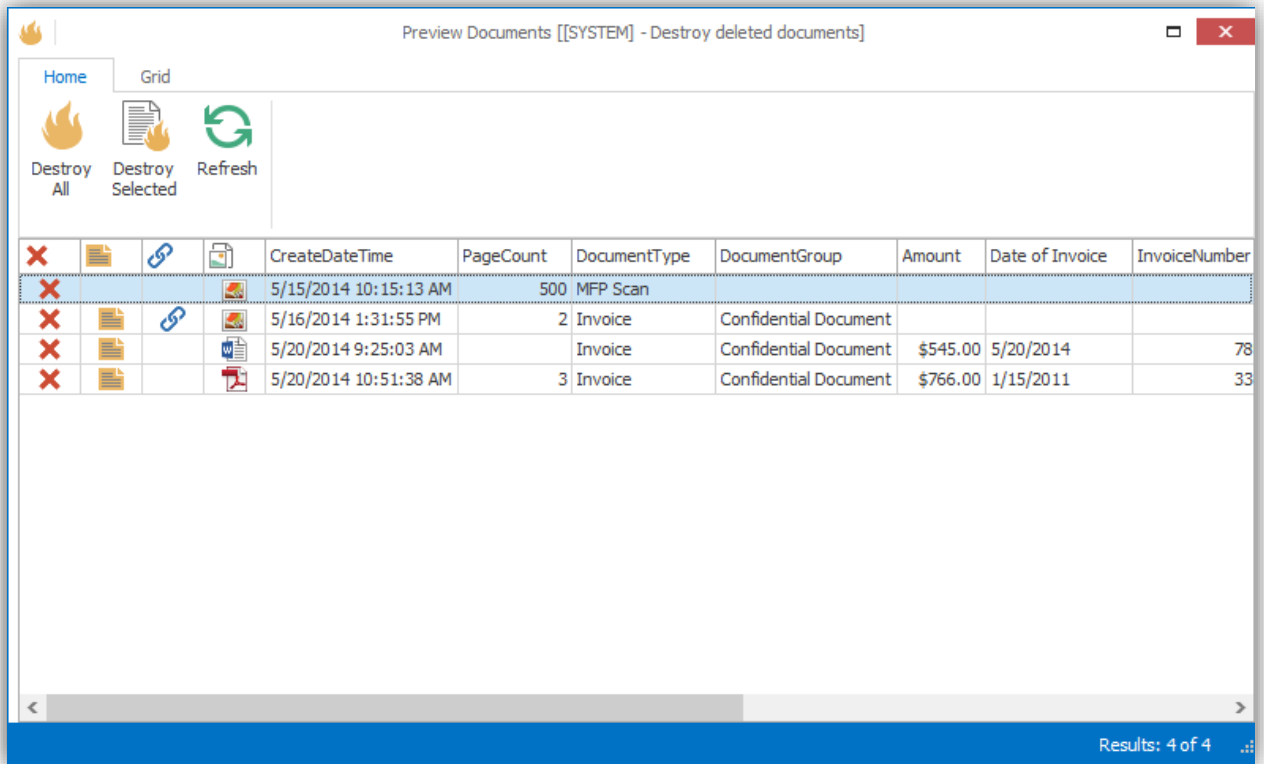 Preview Documents [[SYSTEM] - Destroy deleted documents]
Home Grid
Destroy All Destroy Selected Refresh
CreateDateTime PageCount DocumentType DocumentGroup Amount Date of Invoice InvoiceNumber
5/15/2014 10:15:13 AM 500 MFP Scan
5/16/2014 1:31:55 PM 2 Invoice Confidential Document
5/20/2014 9:25:03 AM Invoice Confidential Document $545.00 5/20/2014 78
5/20/2014 10:51:38 AM 3 Invoice Confidential Document $766.00 1/15/2011 33
Results: 4 of 4